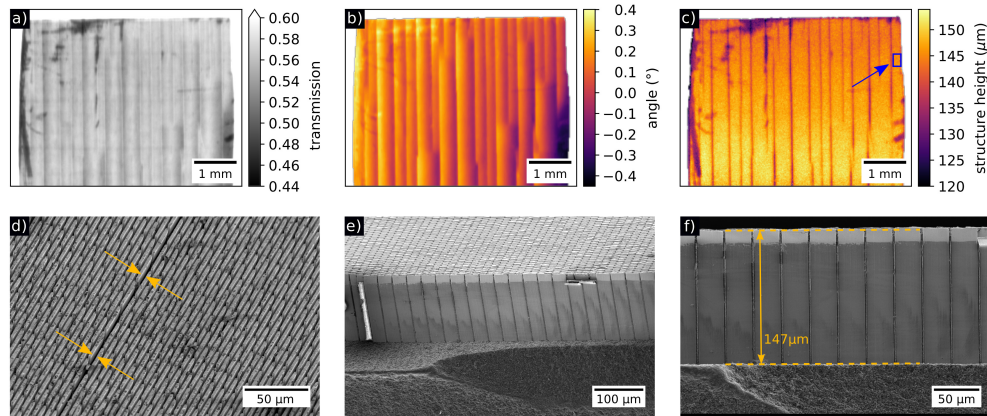 a)
0.60
0.58
0.56
0.54
0.52
0.50
0.48
0.46
0.44
transmission
1 mm
b)
0.4
0.3
0.2
0.1
0.0
−0.1
−0.2
−0.3
−0.4
angle (°)
1 mm
c)
150
145
140
135
130
125
120
structure height (μm)
1 mm
d)
50 μm
e)
100 μm
f)
147μm
50 μm